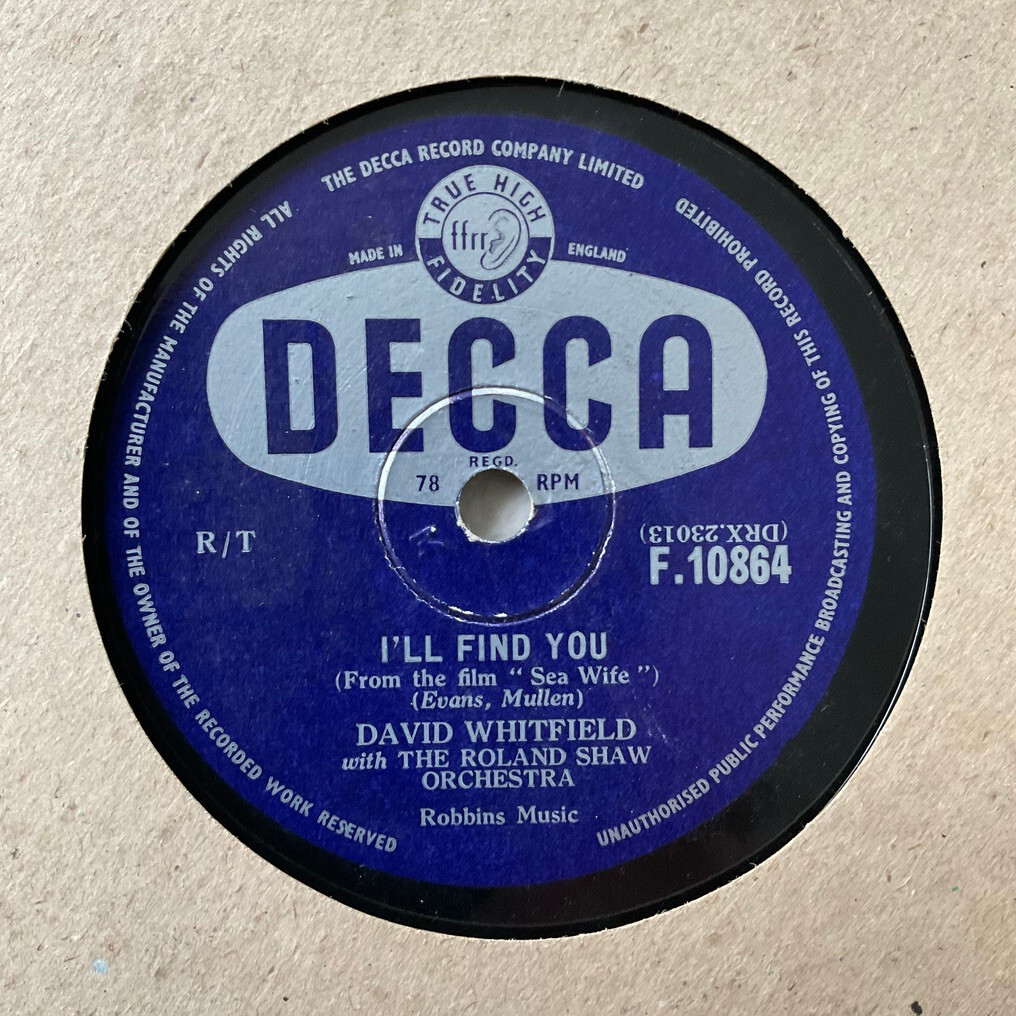 THE DECCA RECORD COMPANY LIMITED
ALL RIGHTS OF THE MANUFACTURER AND OF THE OWNER OF THE RECORDED WORK RESERVED
UNAUTHORISED PUBLIC PERFORMANCE BROADCASTING AND COPYING OF THIS RECORD PROHIBITED
TRUE HIGH
ffrr
FIDELITY
MADE IN ENGLAND
DECCA
REGD.
78 RPM
R/T
(DRX.23013)
F.10864
I'LL FIND YOU
(From the film “ Sea Wife ”)
(Evans, Mullen)
DAVID WHITFIELD
with THE ROLAND SHAW
ORCHESTRA
Robbins Music